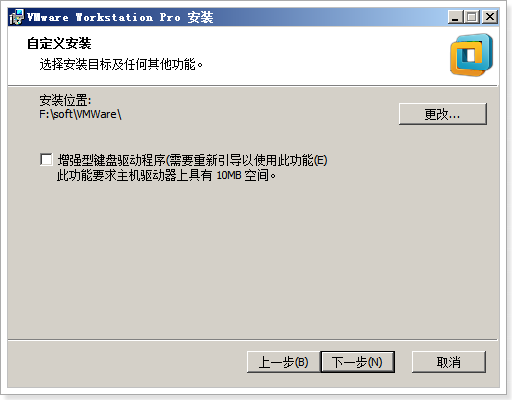 VMware Workstation Pro 安装
自定义安装
选择安装目标及任何其他功能。
安装位置:
F:\soft\VMWare\
更改...
增强型键盘驱动程序(需要重新引导以使用此功能(E)
此功能要求主机驱动器上具有 10MB 空间。
上一步(B)
下一步(N)
取消